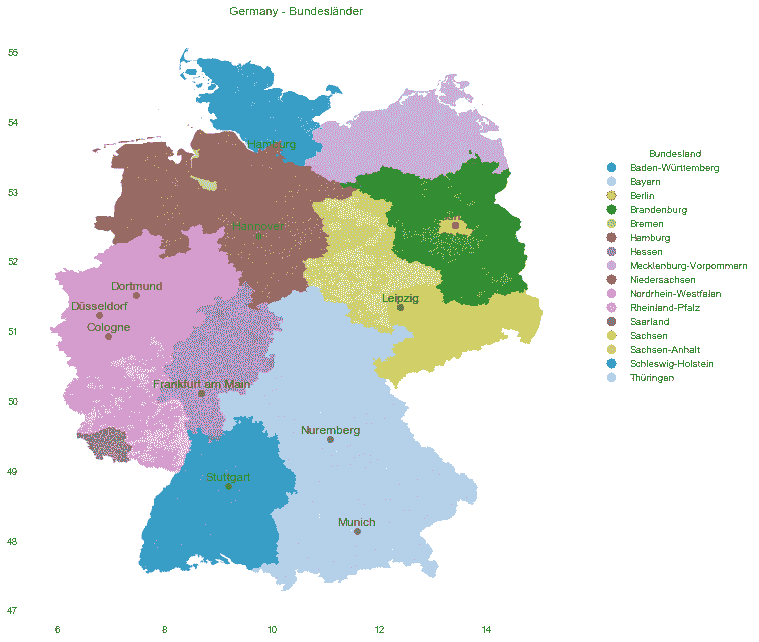 Germany - Bundesländer
55
54
53
52
51
50
49
48
47
6
8
10
12
14
Hamburg
Hannover
Dortmund
Düsseldorf
Cologne
Leipzig
Frankfurt am Main
Nuremberg
Stuttgart
Munich
Bundesland
Baden-Württemberg
Bayern
Berlin
Brandenburg
Bremen
Hamburg
Hessen
Mecklenburg-Vorpommern
Niedersachsen
Nordrhein-Westfalen
Rheinland-Pfalz
Saarland
Sachsen
Sachsen-Anhalt
Schleswig-Holstein
Thüringen